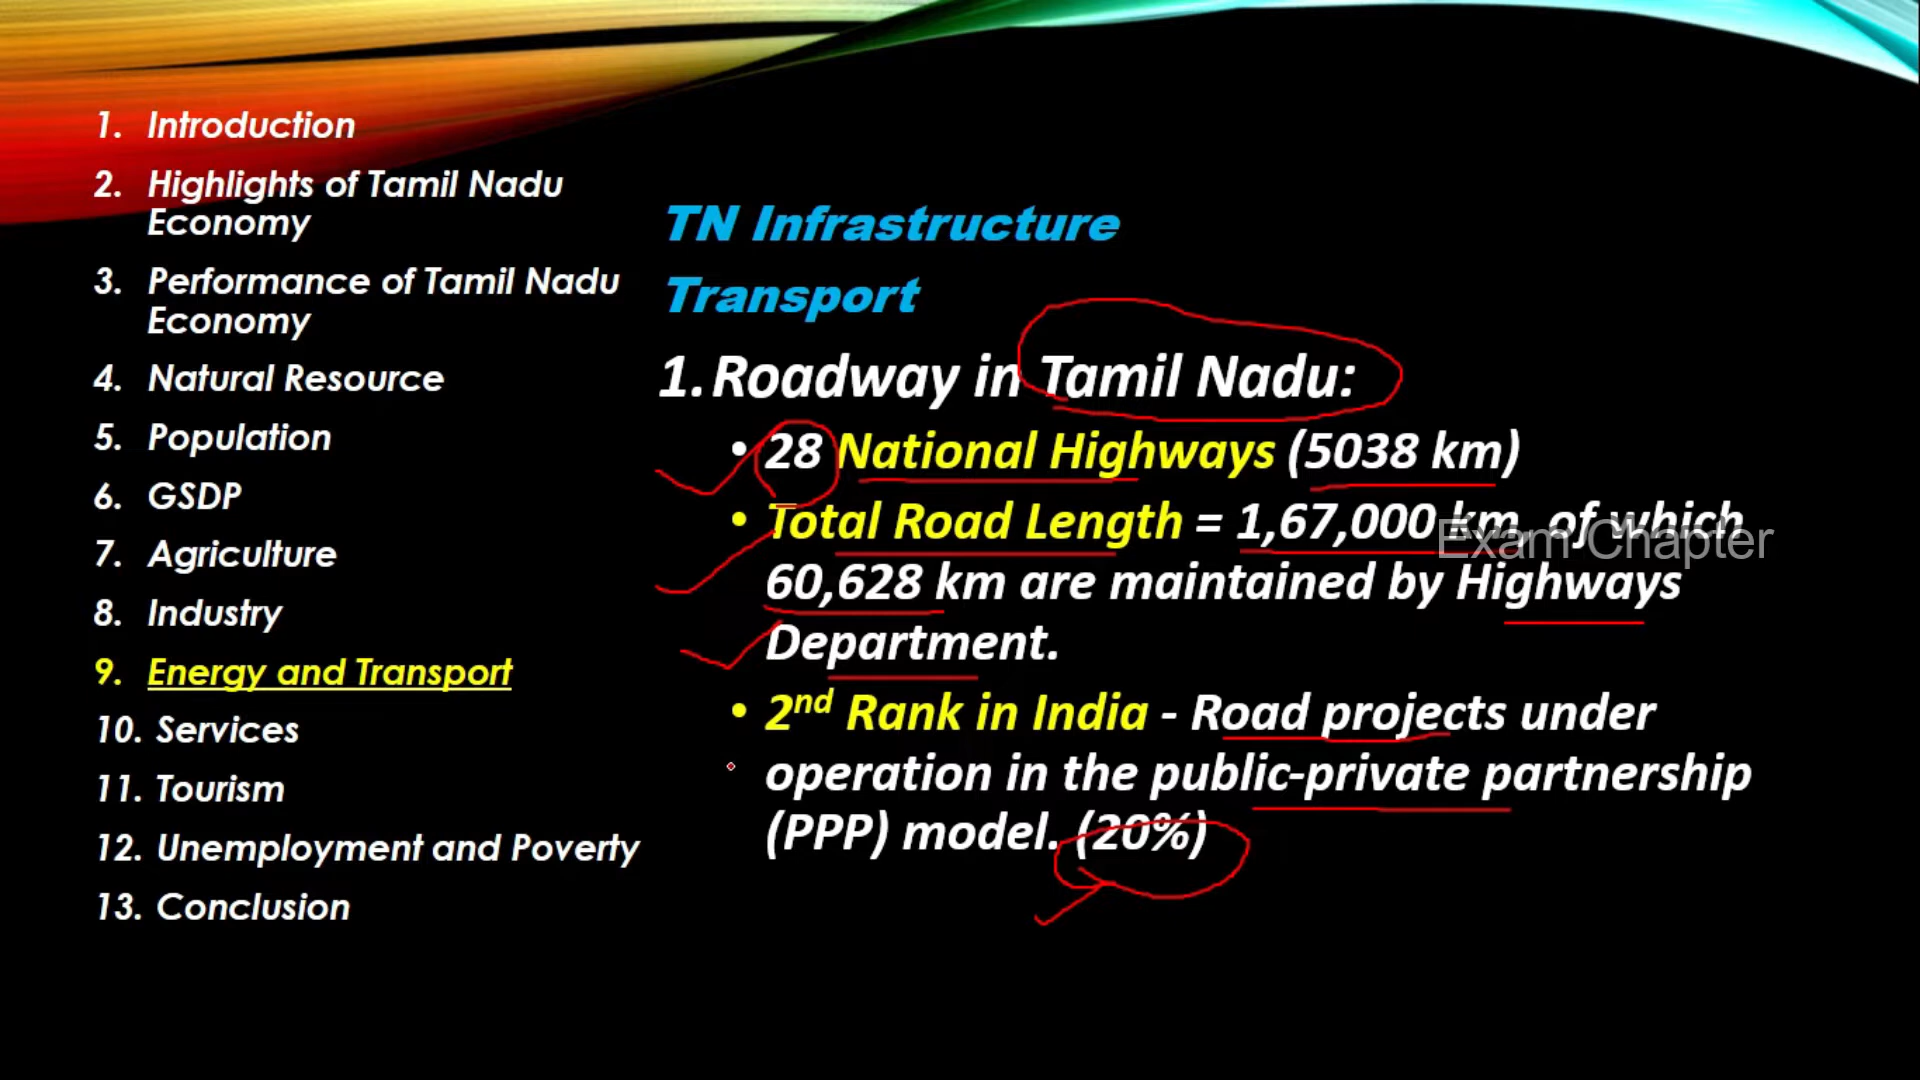 1. Introduction
2. Highlights of Tamil Nadu
Economy
3. Performance of Tamil Nadu
Economy
4. Natural Resource
5. Population
6. GSDP
7. Agriculture
8. Industry
9. Energy and Transport
10. Services
11. Tourism
12. Unemployment and Poverty
13. Conclusion
TN Infrastructure
Transport
1. Roadway in Tamil Nadu:
• 28 National Highways (5038 km)
• Total Road Length = 1,67,000 km, of which
60,628 km are maintained by Highways
Department.
• 2nd Rank in India - Road projects under
operation in the public-private partnership
(PPP) model. (20%)
Exam Chapter